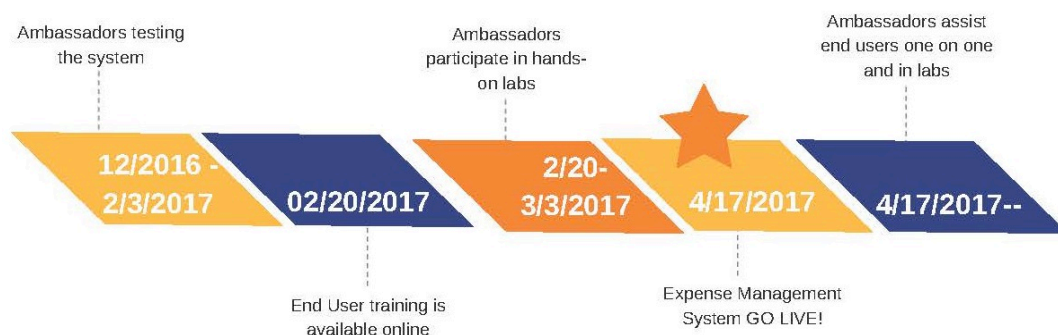 Ambassadors testing
the system
12/2016 -
2/3/2017
02/20/2017
End User training is
available online
Ambassadors
participate in hands-
on labs
2/20-
3/3/2017
4/17/2017
Expense Management
System GO LIVE!
Ambassadors assist
end users one on one
and in labs
4/17/2017--